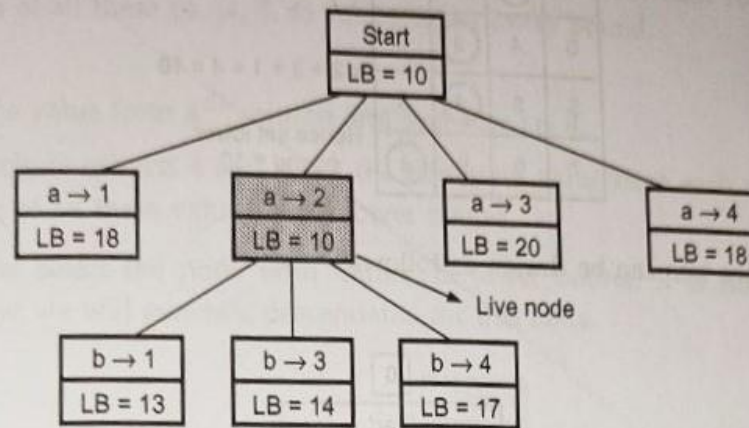 Start
LB = 10
a → 1
LB = 18
a → 2
LB = 10
a → 3
LB = 20
a → 4
LB = 18
Live node
b → 1
LB = 13
b → 3
LB = 14
b → 4
LB = 17